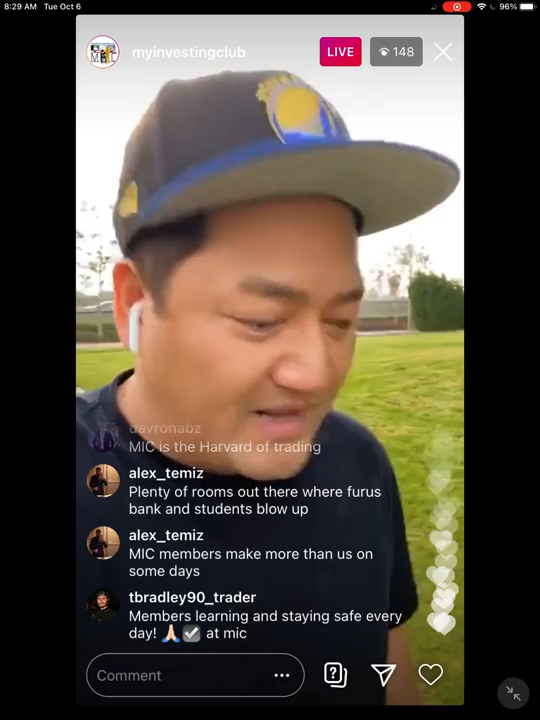 8:29 AM Tue Oct 6
96%
myinvestingclub
LIVE
148
davronabz
MIC is the Harvard of trading
alex_temiz
Plenty of rooms out there where furus
bank and students blow up
alex_temiz
MIC members make more than us on
some days
tbradley90_trader
Members learning and staying safe every
day! 🙏🏻☑️ at mic
Comment